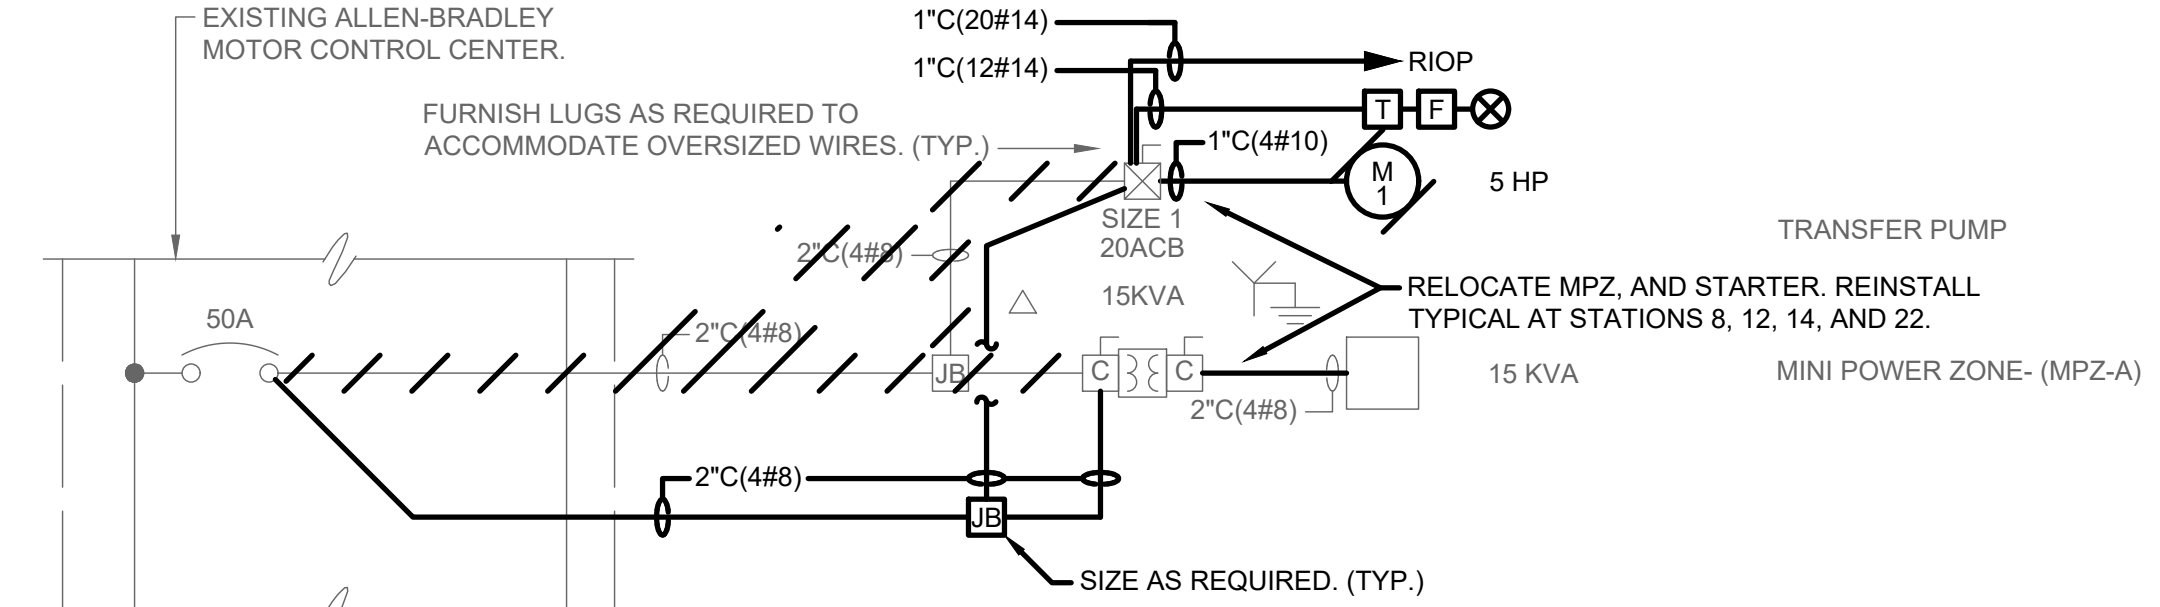 EXISTING ALLEN-BRADLEY
MOTOR CONTROL CENTER.
1"C(20#14)
RIOP
1"C(12#14)
FURNISH LUGS AS REQUIRED TO
ACCOMMODATE OVERSIZED WIRES. (TYP.)
T
F
1"C(4#10)
M
1
5 HP
SIZE 1
20ACB
TRANSFER PUMP
2"C(4#8)
15KVA
RELOCATE MPZ, AND STARTER. REINSTALL
TYPICAL AT STATIONS 8, 12, 14, AND 22.
50A
2"C(4#8)
JB
C
C
15 KVA
MINI POWER ZONE- (MPZ-A)
2"C(4#8)
2"C(4#8)
JB
SIZE AS REQUIRED. (TYP.)